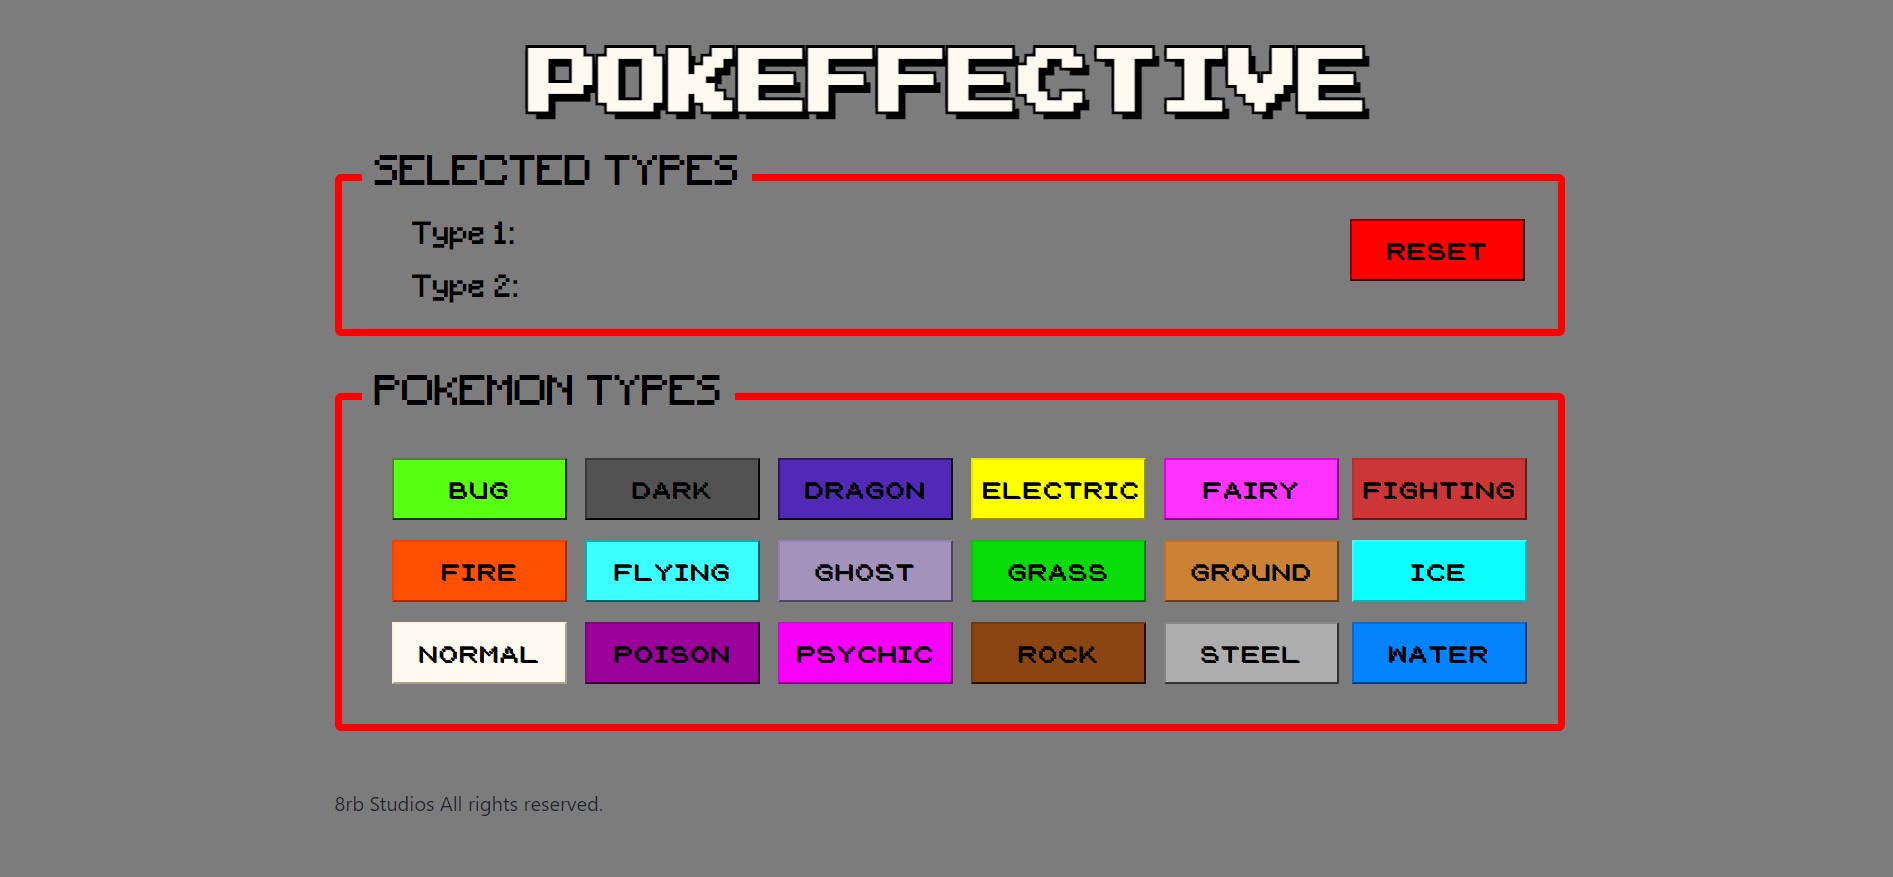 POKEFFECTIVE
SELECTED TYPES
Type 1:
RESET
Type 2:
POKEMON TYPES
BUG DARK DRAGON ELECTRIC FAIRY FIGHTING
FIRE FLYING GHOST GRASS GROUND ICE
NORMAL POISON PSYCHIC ROCK STEEL WATER
8rb Studios All rights reserved.